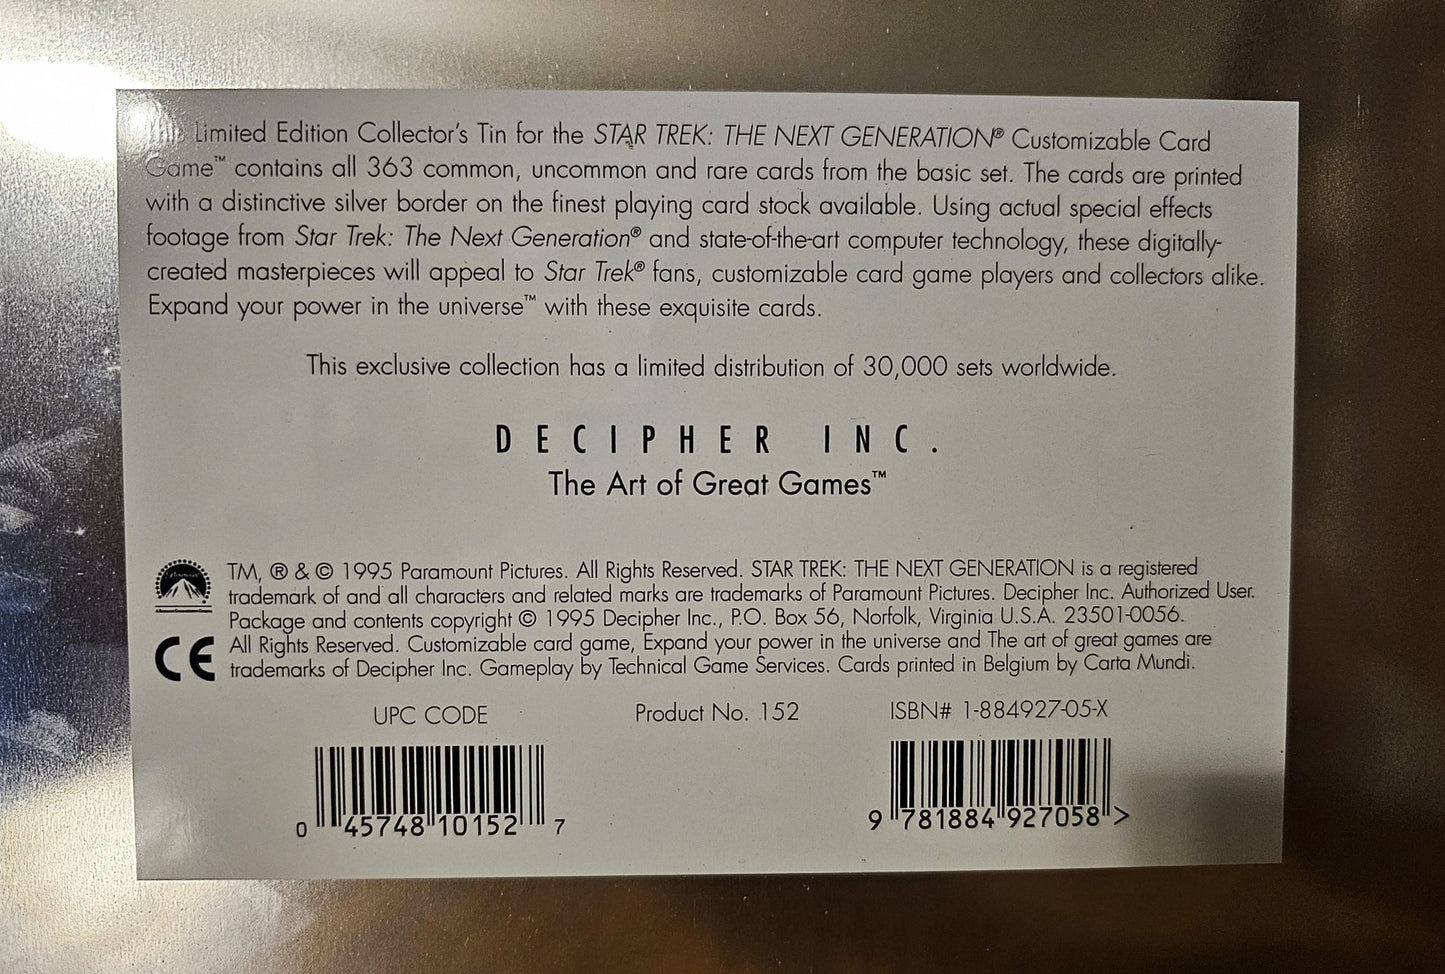 This Limited Edition Collector's Tin for the STAR TREK: THE NEXT GENERATION® Customizable Card
Game™ contains all 363 common, uncommon and rare cards from the basic set. The cards are printed
with a distinctive silver border on the finest playing card stock available. Using actual special effects
footage from Star Trek: The Next Generation® and state-of-the-art computer technology, these digitally-
created masterpieces will appeal to Star Trek® fans, customizable card game players and collectors alike.
Expand your power in the universe™ with these exquisite cards.
This exclusive collection has a limited distribution of 30,000 sets worldwide.
DECIPHER INC.
The Art of Great Games™
Paramount
TM, ® & © 1995 Paramount Pictures. All Rights Reserved. STAR TREK: THE NEXT GENERATION is a registered
trademark of and all characters and related marks are trademarks of Paramount Pictures. Decipher Inc. Authorized User.
Package and contents copyright © 1995 Decipher Inc., P.O. Box 56, Norfolk, Virginia U.S.A. 23501-0056.
CE All Rights Reserved. Customizable card game, Expand your power in the universe and The art of great games are
trademarks of Decipher Inc. Gameplay by Technical Game Services. Cards printed in Belgium by Carta Mundi.
UPC CODE Product No. 152 ISBN# 1-884927-05-X
0 45748 10152 7 9 781884 927058 >